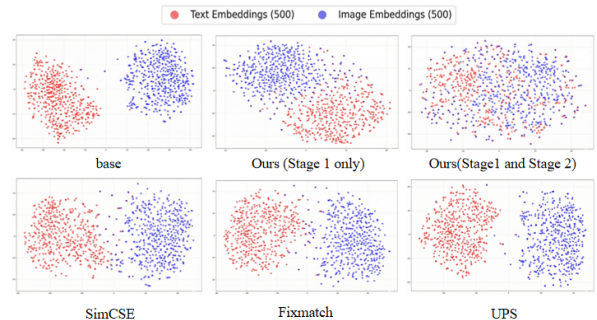 Text Embeddings (500) Image Embeddings (500)
base Ours (Stage 1 only) Ours(Stage1 and Stage 2)
SimCSE Fixmatch UPS